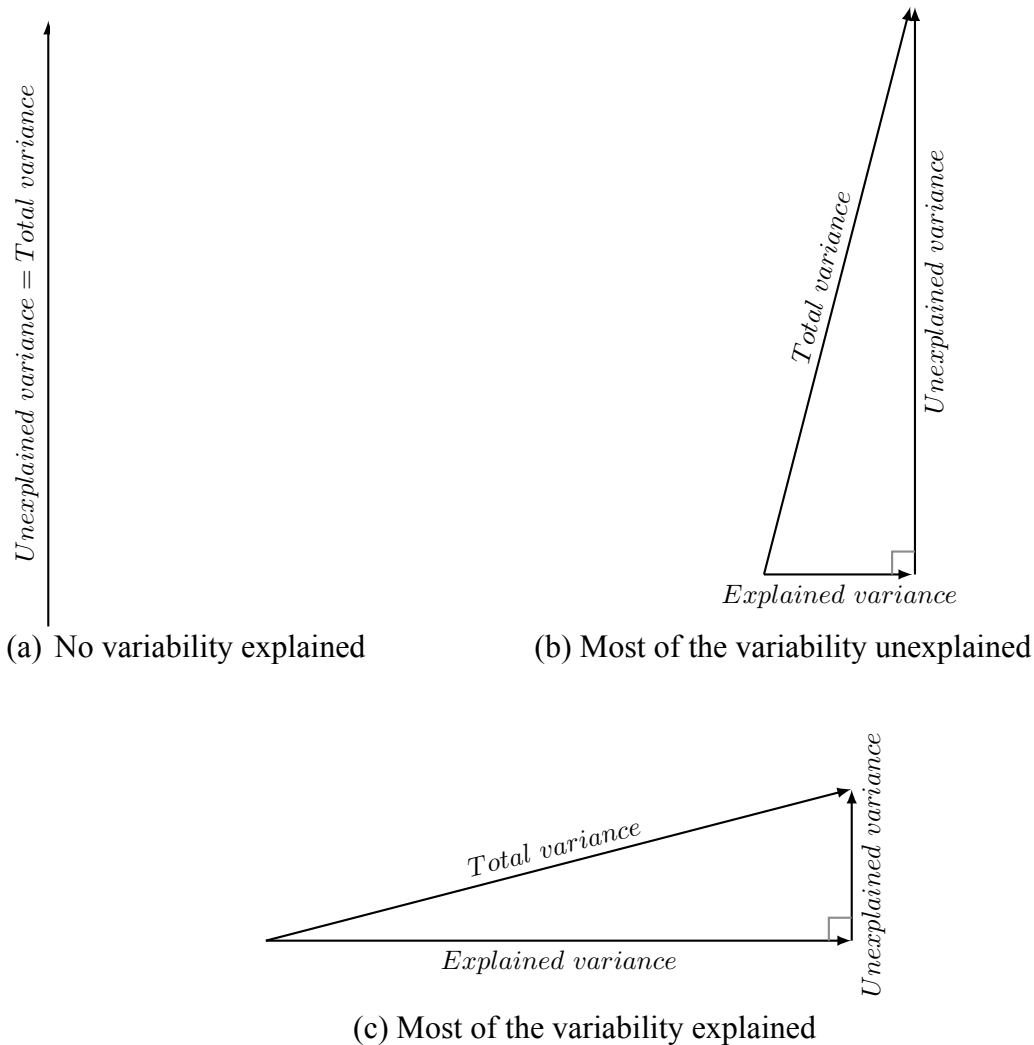 Unexplained variance = Total variance
(a) No variability explained
Total variance
Unexplained variance
Explained variance
(b) Most of the variability unexplained
Total variance
Unexplained variance
Explained variance
(c) Most of the variability explained